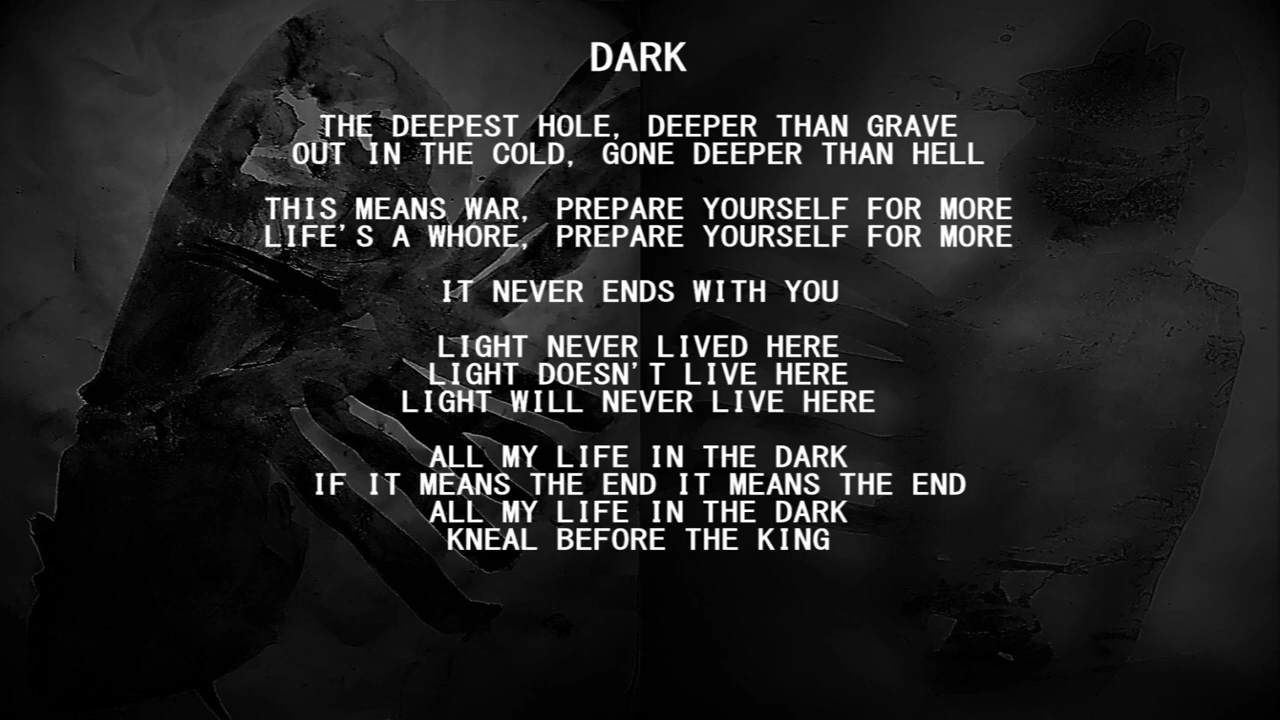 DARK
THE DEEPEST HOLE, DEEPER THAN GRAVE
OUT IN THE COLD, GONE DEEPER THAN HELL
THIS MEANS WAR, PREPARE YOURSELF FOR MORE
LIFE'S A WHORE, PREPARE YOURSELF FOR MORE
IT NEVER ENDS WITH YOU
LIGHT NEVER LIVED HERE
LIGHT DOESN'T LIVE HERE
LIGHT WILL NEVER LIVE HERE
ALL MY LIFE IN THE DARK
IF IT MEANS THE END IT MEANS THE END
ALL MY LIFE IN THE DARK
KNEAL BEFORE THE KING